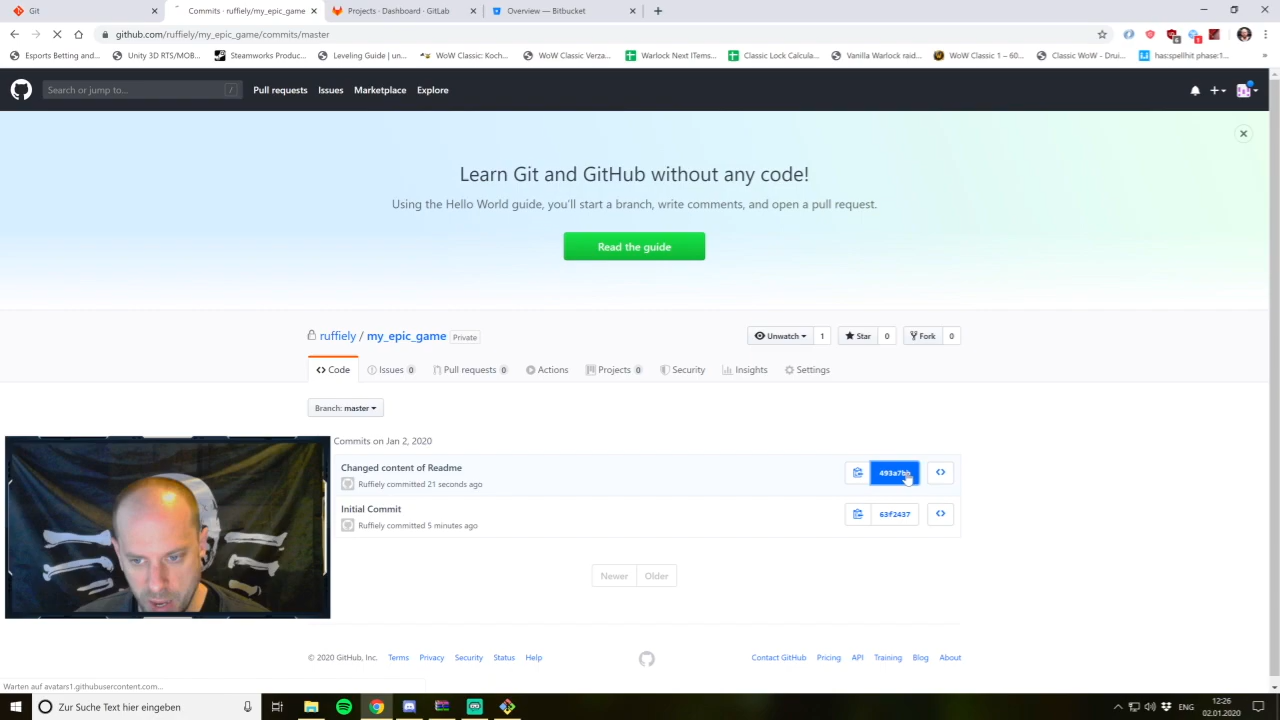 Git
Commits · ruffiely/my_epic_game
Projects · Dashboard · GitLab
Overview — Bitbucket
github.com/ruffiely/my_epic_game/commits/master
Esports Betting and...
Unity 3D RTS/MOB...
Steamworks Produc...
Leveling Guide | un...
WoW Classic: Koch...
WoW Classic Verza...
Warlock Next ITems...
Classic Lock Calcula...
Vanilla Warlock raid...
WoW Classic 1 – 60...
Classic WoW - Drui...
has:spellhit phase:1...
Search or jump to...
/
Pull requests
Issues
Marketplace
Explore
Learn Git and GitHub without any code!
Using the Hello World guide, you'll start a branch, write comments, and open a pull request.
Read the guide
ruffiely / my_epic_game
Private
Unwatch
1
Star
0
Fork
0
Code
Issues 0
Pull requests 0
Actions
Projects 0
Security
Insights
Settings
Branch: master
Commits on Jan 2, 2020
Changed content of Readme
493a7bb
Ruffiely committed 21 seconds ago
Initial Commit
63f2437
Ruffiely committed 5 minutes ago
Newer
Older
© 2020 GitHub, Inc.
Terms
Privacy
Security
Status
Help
Contact GitHub
Pricing
API
Training
Blog
About
Warten auf avatars1.githubusercontent.com...
Zur Suche Text hier eingeben
12:26
02.01.2020